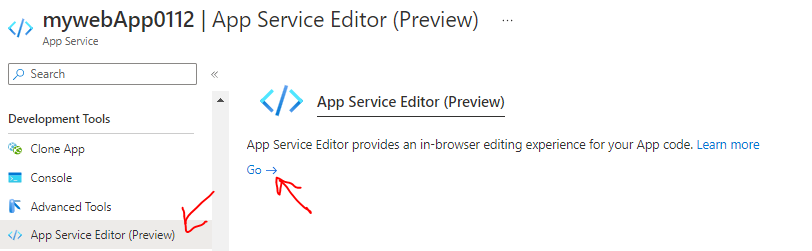 mywebApp0112 | App Service Editor (Preview) ...
App Service
Search «
Development Tools
Clone App
Console
Advanced Tools
App Service Editor (Preview)
App Service Editor (Preview)
App Service Editor provides an in-browser editing experience for your App code. Learn more
Go →